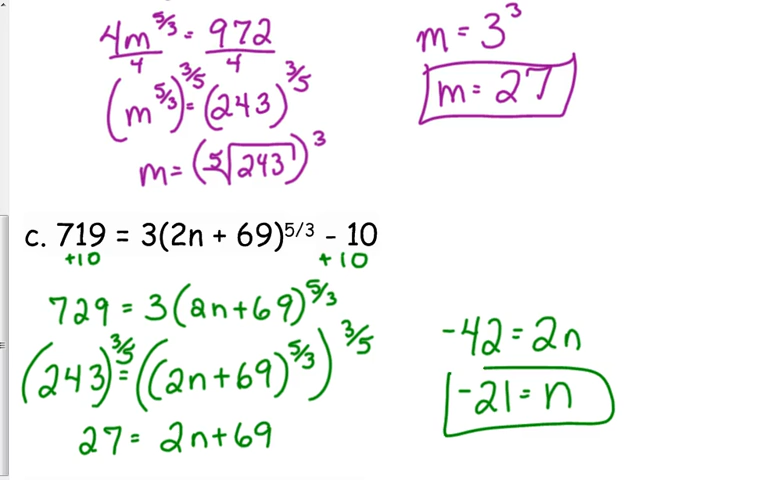 4m^5/3 = 972
4 4
(m^5/3)^3/5 = (243)^3/5
m = (⁵√243)^3
m = 3^3
m = 27
c. 719 = 3(2n + 69)^5/3 - 10
+10 +10
729 = 3(2n+69)^5/3
(243)^3/5 = ((2n+69)^5/3)^3/5
27 = 2n+69
-42 = 2n
-21 = n